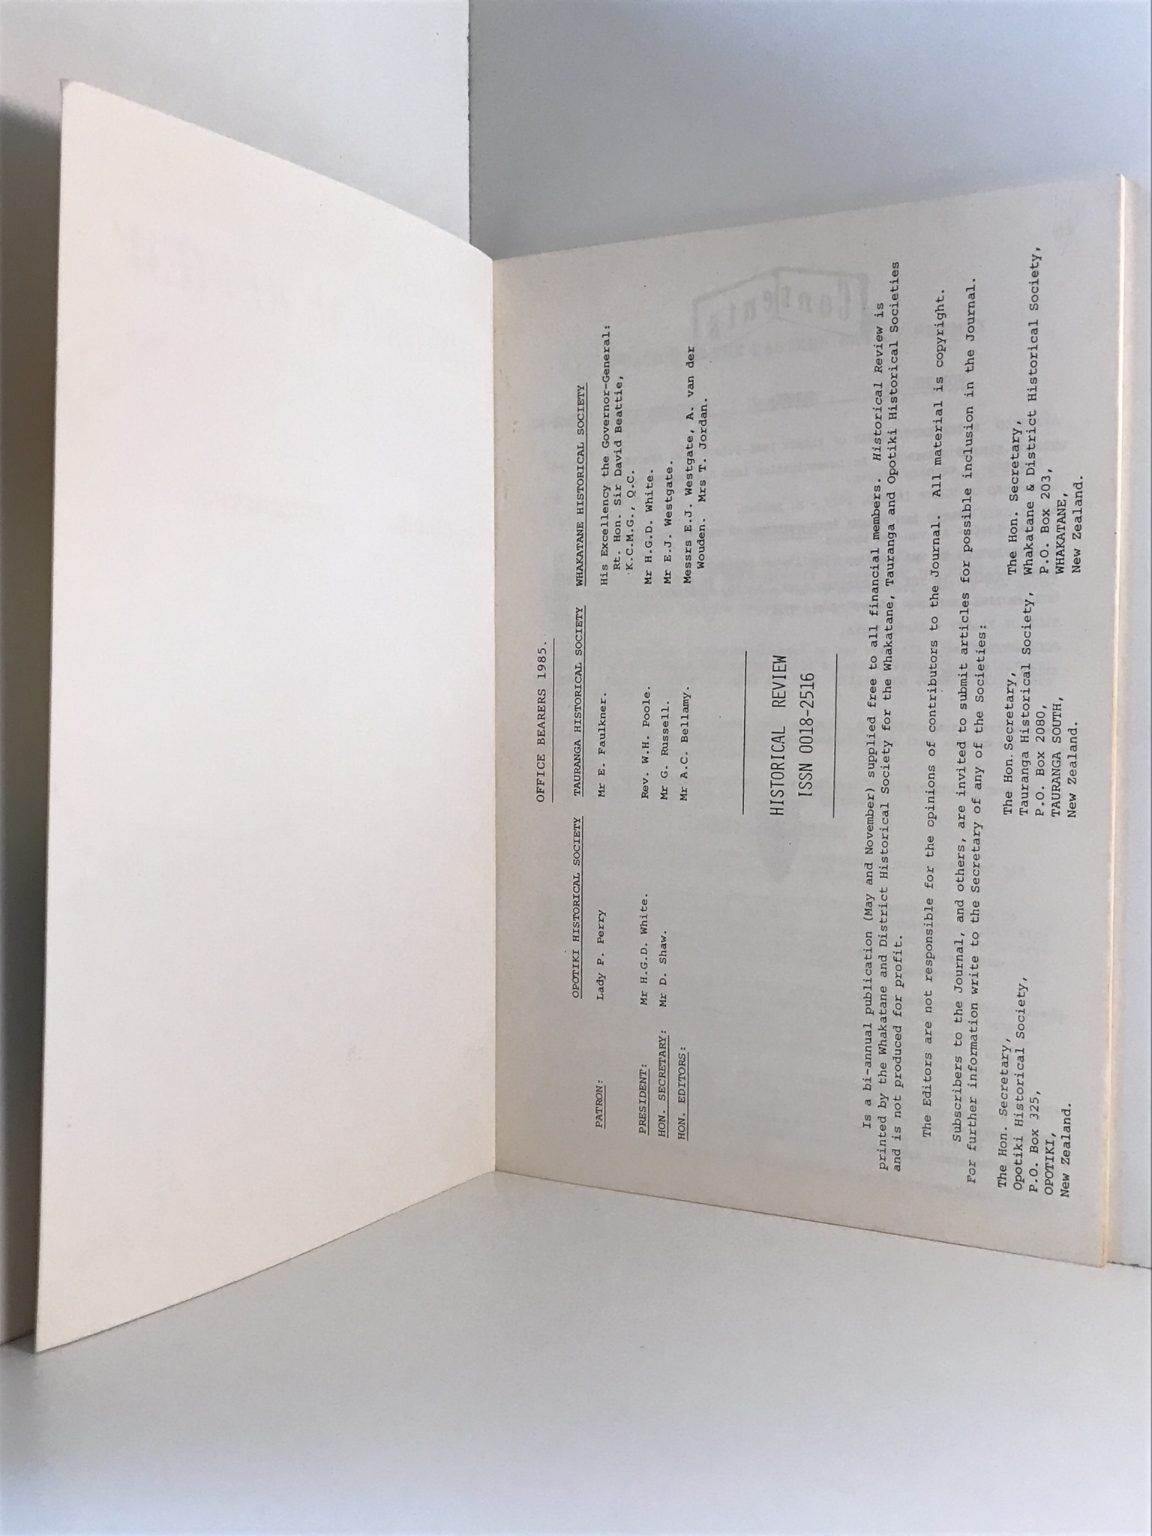 OFFICE BEARERS 1985.
OPOTIKI HISTORICAL SOCIETY TAURANGA HISTORICAL SOCIETY WHAKATANE HISTORICAL SOCIETY
PATRON: Lady P. Perry Mr E. Faulkner. His Excellency the Governor-General:
Rt. Hon. Sir David Beattie,
K.C.M.G., Q.C.
PRESIDENT: Mr H.G.D. White. Rev. W.H. Poole. Mr H.G.D. White.
HON. SECRETARY: Mr D. Shaw. Mr G. Russell. Mr E.J. Westgate.
HON. EDITORS: Mr A.C. Bellamy. Messrs E.J. Westgate, A. van der
Wouden. Mrs T. Jordan.
HISTORICAL REVIEW
ISSN 0018-2516
Is a bi-annual publication (May and November) supplied free to all financial members. Historical Review is
printed by the Whakatane and District Historical Society for the Whakatane, Tauranga and Opotiki Historical Societies
and is not produced for profit.
The Editors are not responsible for the opinions of contributors to the Journal. All material is copyright.
Subscribers to the Journal, and others, are invited to submit articles for possible inclusion in the Journal.
For further information write to the Secretary of any of the Societies:
The Hon. Secretary,
Opotiki Historical Society,
P.O. Box 325,
OPOTIKI,
New Zealand.
The Hon. Secretary,
Tauranga Historical Society,
P.O. Box 2080,
TAURANGA SOUTH,
New Zealand.
The Hon. Secretary,
Whakatane & District Historical Society,
P.O. Box 203,
WHAKATANE,
New Zealand.